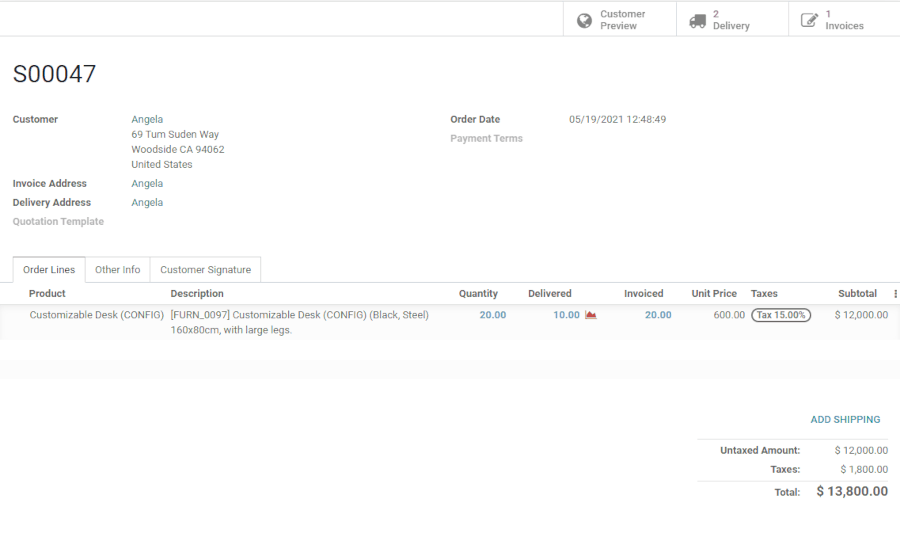 Customer Preview
2 Delivery
1 Invoices
S00047
Customer Angela
69 Tum Suden Way
Woodside CA 94062
United States
Invoice Address Angela
Delivery Address Angela
Quotation Template
Order Date 05/19/2021 12:48:49
Payment Terms
Order Lines Other Info Customer Signature
Product Description Quantity Delivered Invoiced Unit Price Taxes Subtotal
Customizable Desk (CONFIG) [FURN_0097] Customizable Desk (CONFIG) (Black, Steel) 20.00 10.00 20.00 600.00 Tax 15.00% $ 12,000.00
160x80cm, with large legs.
ADD SHIPPING
Untaxed Amount: $ 12,000.00
Taxes: $ 1,800.00
Total: $ 13,800.00